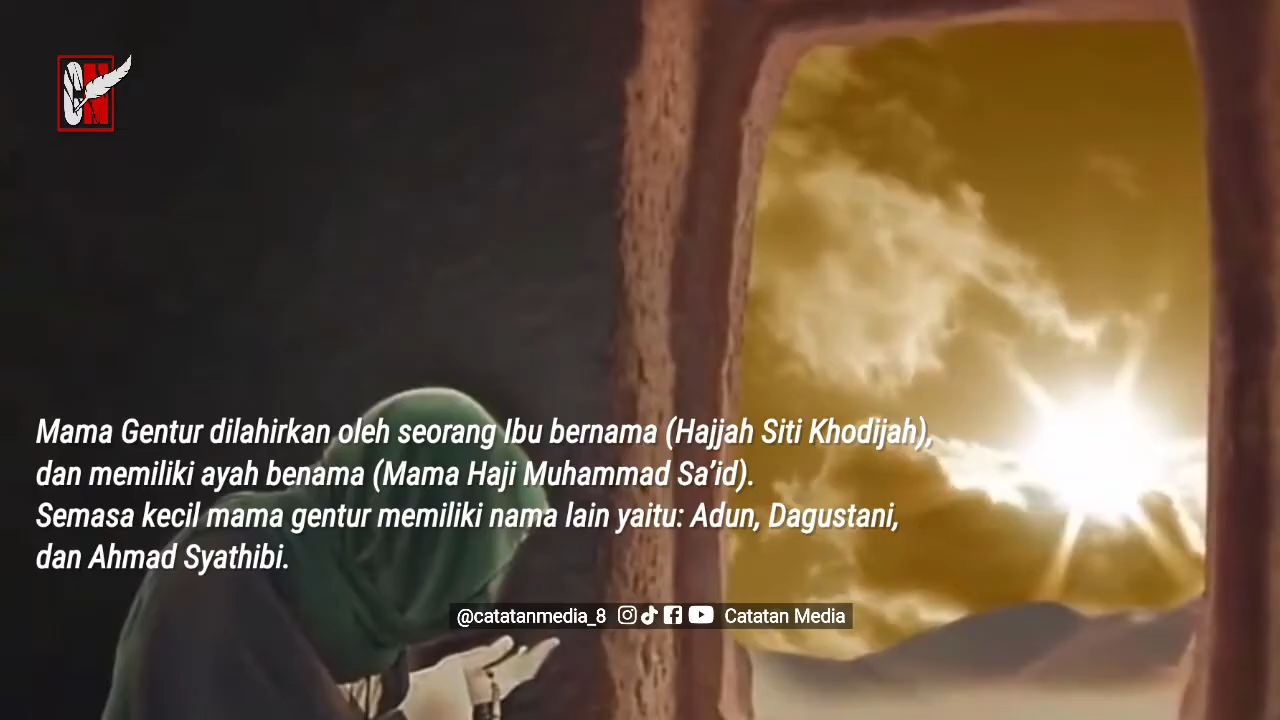 Mama Gentur dilahirkan oleh seorang Ibu bernama (Hajjah Siti Khodijah),
dan memiliki ayah benama (Mama Haji Muhammad Sa’id).
Semasa kecil mama gentur memiliki nama lain yaitu: Adun, Dagustani,
dan Ahmad Syathibi.
@catatanmedia_8 Catatan Media